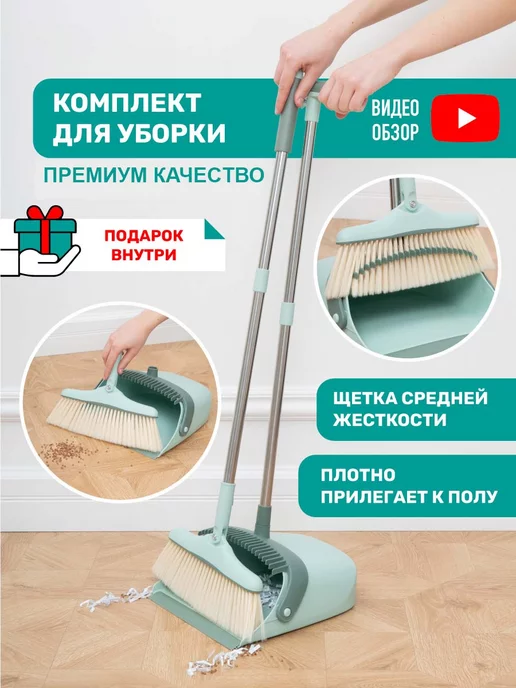 КОМПЛЕКТ
ДЛЯ УБОРКИ
ВИДЕО
ОБЗОР
ПРЕМИУМ КАЧЕСТВО
ПОДАРОК
ВНУТРИ
ЩЕТКА СРЕДНЕЙ
ЖЕСТКОСТИ
ПЛОТНО
ПРИЛЕГАЕТ К ПОЛУ